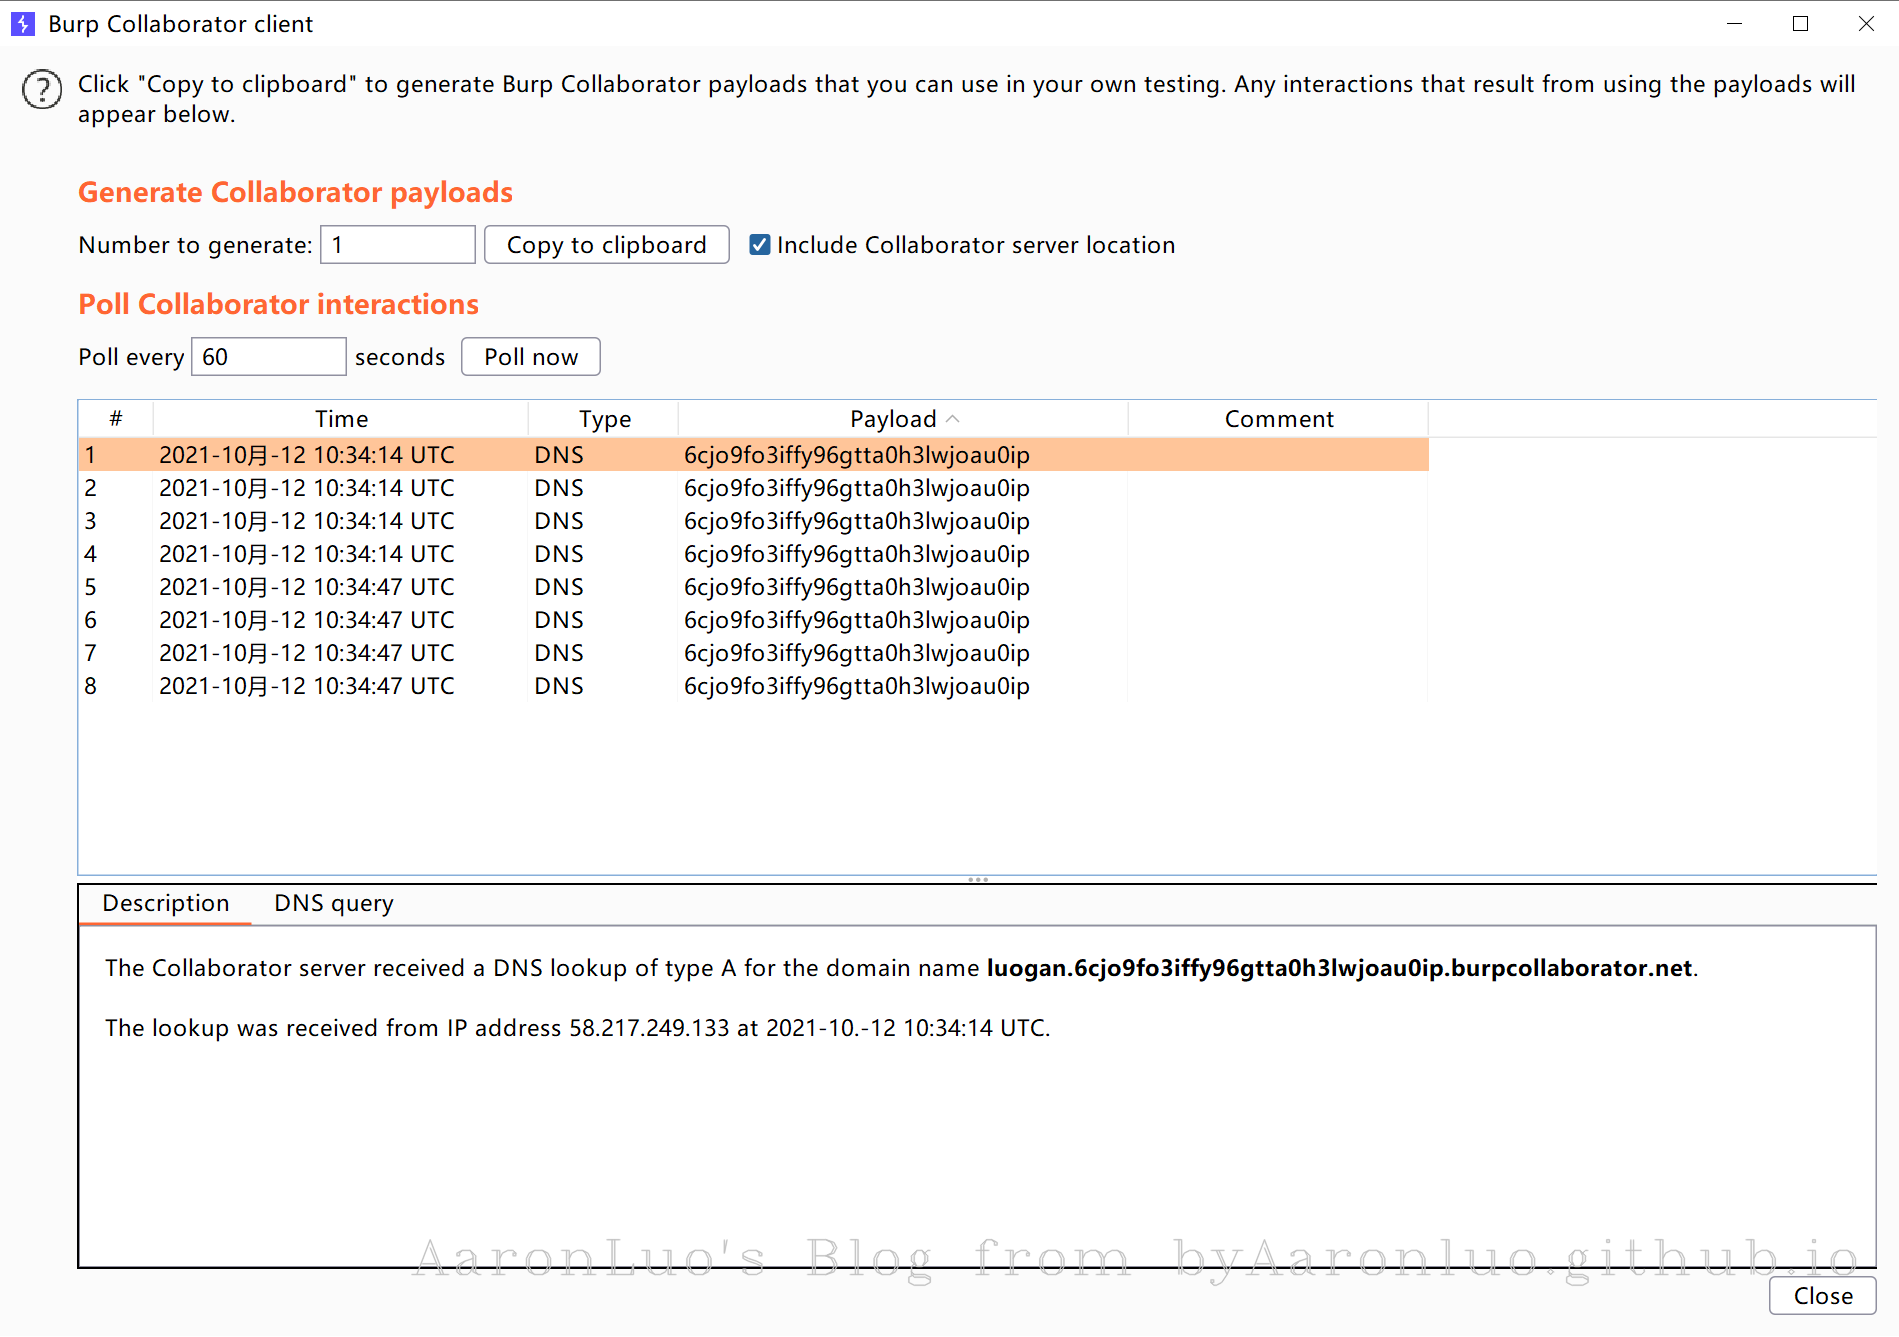 Burp Collaborator client
Click "Copy to clipboard" to generate Burp Collaborator payloads that you can use in your own testing. Any interactions that result from using the payloads will
appear below.
Generate Collaborator payloads
Number to generate: 1 Copy to clipboard Include Collaborator server location
Poll Collaborator interactions
Poll every 60 seconds Poll now
# Time Type Payload Comment
1 2021-10月-12 10:34:14 UTC DNS 6cjo9fo3iffy96gtta0h3lwjoau0ip
2 2021-10月-12 10:34:14 UTC DNS 6cjo9fo3iffy96gtta0h3lwjoau0ip
3 2021-10月-12 10:34:14 UTC DNS 6cjo9fo3iffy96gtta0h3lwjoau0ip
4 2021-10月-12 10:34:14 UTC DNS 6cjo9fo3iffy96gtta0h3lwjoau0ip
5 2021-10月-12 10:34:47 UTC DNS 6cjo9fo3iffy96gtta0h3lwjoau0ip
6 2021-10月-12 10:34:47 UTC DNS 6cjo9fo3iffy96gtta0h3lwjoau0ip
7 2021-10月-12 10:34:47 UTC DNS 6cjo9fo3iffy96gtta0h3lwjoau0ip
8 2021-10月-12 10:34:47 UTC DNS 6cjo9fo3iffy96gtta0h3lwjoau0ip
Description DNS query
The Collaborator server received a DNS lookup of type A for the domain name luogan.6cjo9fo3iffy96gtta0h3lwjoau0ip.burpcollaborator.net.
The lookup was received from IP address 58.217.249.133 at 2021-10.-12 10:34:14 UTC.
AaronLuo's Blog from byAaronluo.github.io
Close